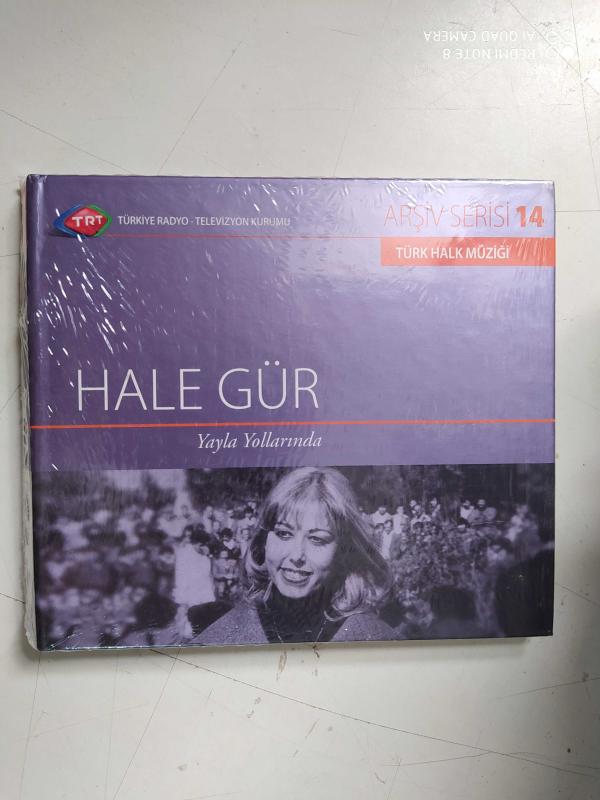 REDMI NOTE 8
AI QUAD CAMERA
TRT
TÜRKİYE RADYO - TELEVİZYON KURUMU
ARŞİV SERİSİ 14
TÜRK HALK MÜZİĞİ
HALE GÜR
Yayla Yollarında